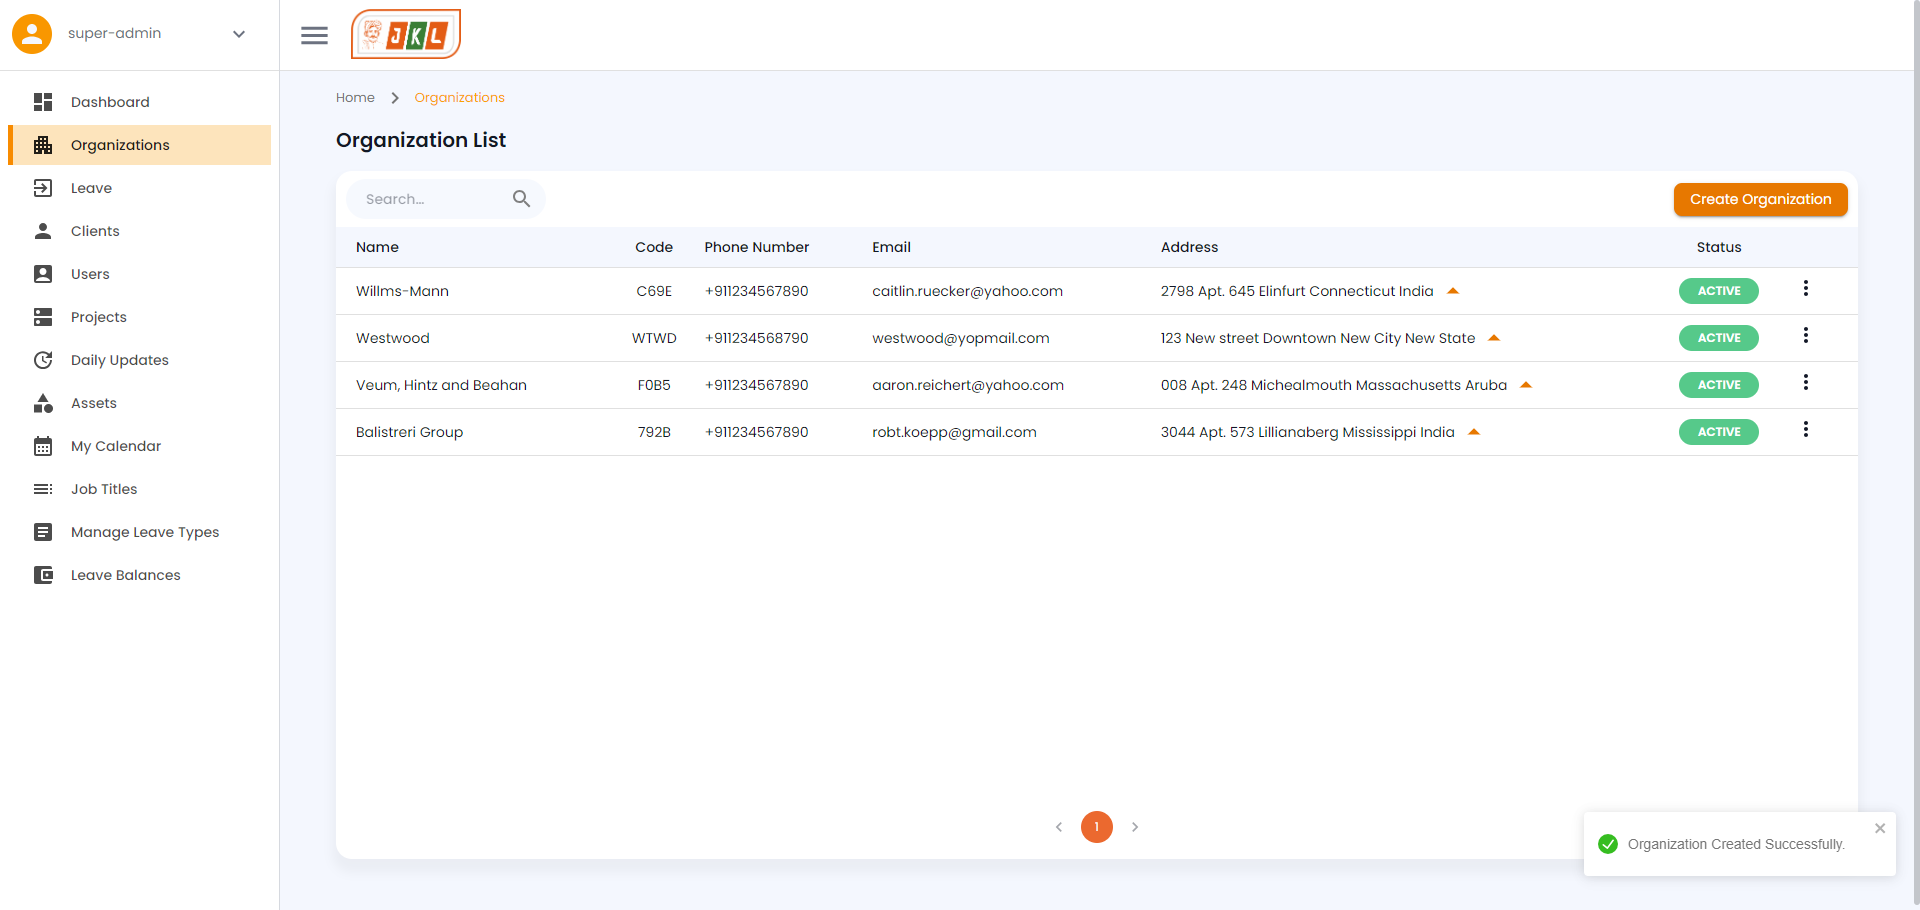 super-admin
JKL
Dashboard
Organizations
Leave
Clients
Users
Projects
Daily Updates
Assets
My Calendar
Job Titles
Manage Leave Types
Leave Balances
Home Organizations
Organization List
Search...
Create Organization
Name Code Phone Number Email Address Status
Willms-Mann C69E +911234567890 caitlin.ruecker@yahoo.com 2798 Apt. 645 Elinfurt Connecticut India ACTIVE
Westwood WTWD +911234568790 westwood@yopmail.com 123 New street Downtown New City New State ACTIVE
Veum, Hintz and Beahan F0B5 +911234567890 aaron.reichert@yahoo.com 008 Apt. 248 Michealmouth Massachusetts Aruba ACTIVE
Balistreri Group 792B +911234567890 robt.koepp@gmail.com 3044 Apt. 573 Lillianaberg Mississippi India ACTIVE
1
Organization Created Successfully.